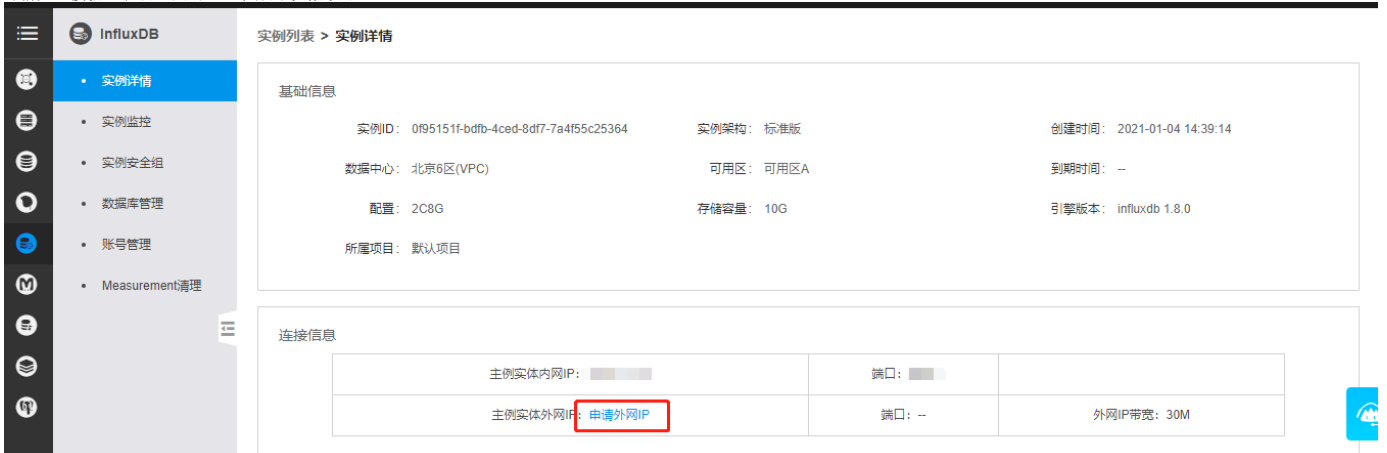 InfluxDB
实例列表 > 实例详情
实例详情
实例监控
实例安全组
数据库管理
账号管理
Measurement清理
基础信息
实例ID： 0f95151f-bdfb-4ced-8df7-7a4f55c25364 实例架构： 标准版 创建时间： 2021-01-04 14:39:14
数据中心： 北京6区(VPC) 可用区： 可用区A 到期时间： --
配置： 2C8G 存储容量： 10G 引擎版本： influxdb 1.8.0
所属项目： 默认项目
连接信息
主例实体内网IP： 端口：
主例实体外网IP：申请外网IP 端口：-- 外网IP带宽：30M